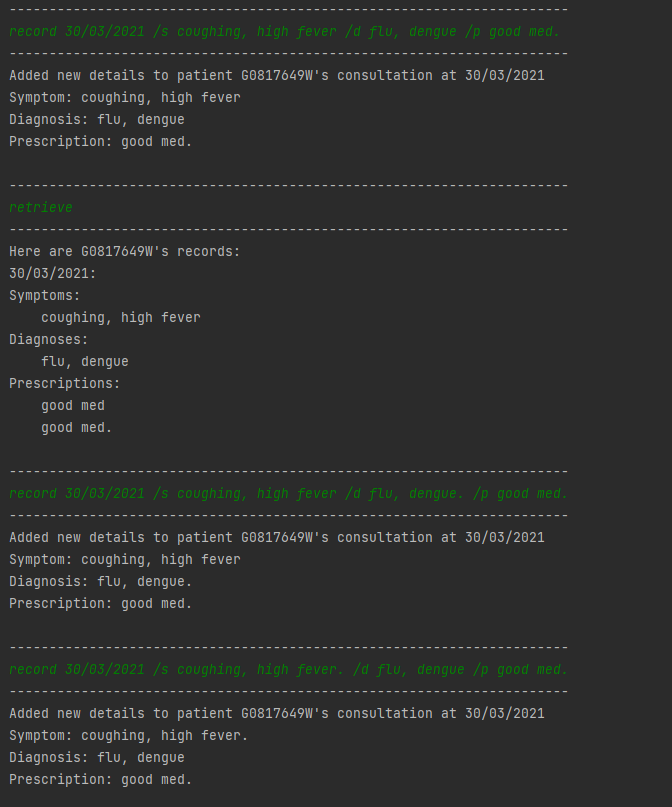 ----------------------------------------------------------------------
record 30/03/2021 /s coughing, high fever /d flu, dengue /p good med.
----------------------------------------------------------------------
Added new details to patient G0817649W's consultation at 30/03/2021
Symptom: coughing, high fever
Diagnosis: flu, dengue
Prescription: good med.
----------------------------------------------------------------------
retrieve
----------------------------------------------------------------------
Here are G0817649W's records:
30/03/2021:
Symptoms:
    coughing, high fever
Diagnoses:
    flu, dengue
Prescriptions:
    good med
    good med.
----------------------------------------------------------------------
record 30/03/2021 /s coughing, high fever /d flu, dengue. /p good med.
----------------------------------------------------------------------
Added new details to patient G0817649W's consultation at 30/03/2021
Symptom: coughing, high fever
Diagnosis: flu, dengue.
Prescription: good med.
----------------------------------------------------------------------
record 30/03/2021 /s coughing, high fever. /d flu, dengue /p good med.
----------------------------------------------------------------------
Added new details to patient G0817649W's consultation at 30/03/2021
Symptom: coughing, high fever.
Diagnosis: flu, dengue
Prescription: good med.